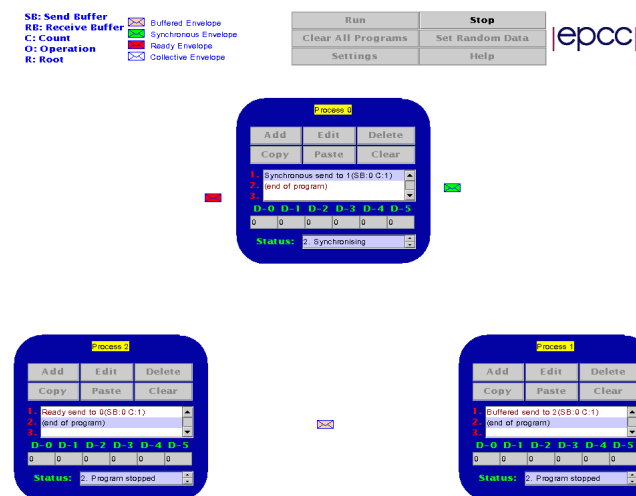 SB: Send Buffer
RB: Receive Buffer
C: Count
O: Operation
R: Root
Buffered Envelope
Synchronous Envelope
Ready Envelope
Collective Envelope
Run Stop
Clear All Programs Set Random Data
Settings Help
|epcc|
Process 0
Add Edit Delete
Copy Paste Clear
1. Synchronous send to 1(SB:0 C:1)
2. (end of program)
3.
D-0 D-1 D-2 D-3 D-4 D-5
0 0 0 0 0 0
Status: 2. Synchronising
Process 2
Add Edit Delete
Copy Paste Clear
1. Ready send to 0(SB:0 C:1)
2. (end of program)
3.
D-0 D-1 D-2 D-3 D-4 D-5
0 0 0 0 0 0
Status: 2. Program stopped
Process 1
Add Edit Delete
Copy Paste Clear
1. Buffered send to 2(SB:0 C:1)
2. (end of program)
3.
D-0 D-1 D-2 D-3 D-4 D-5
0 0 0 0 0 0
Status: 2. Program stopped